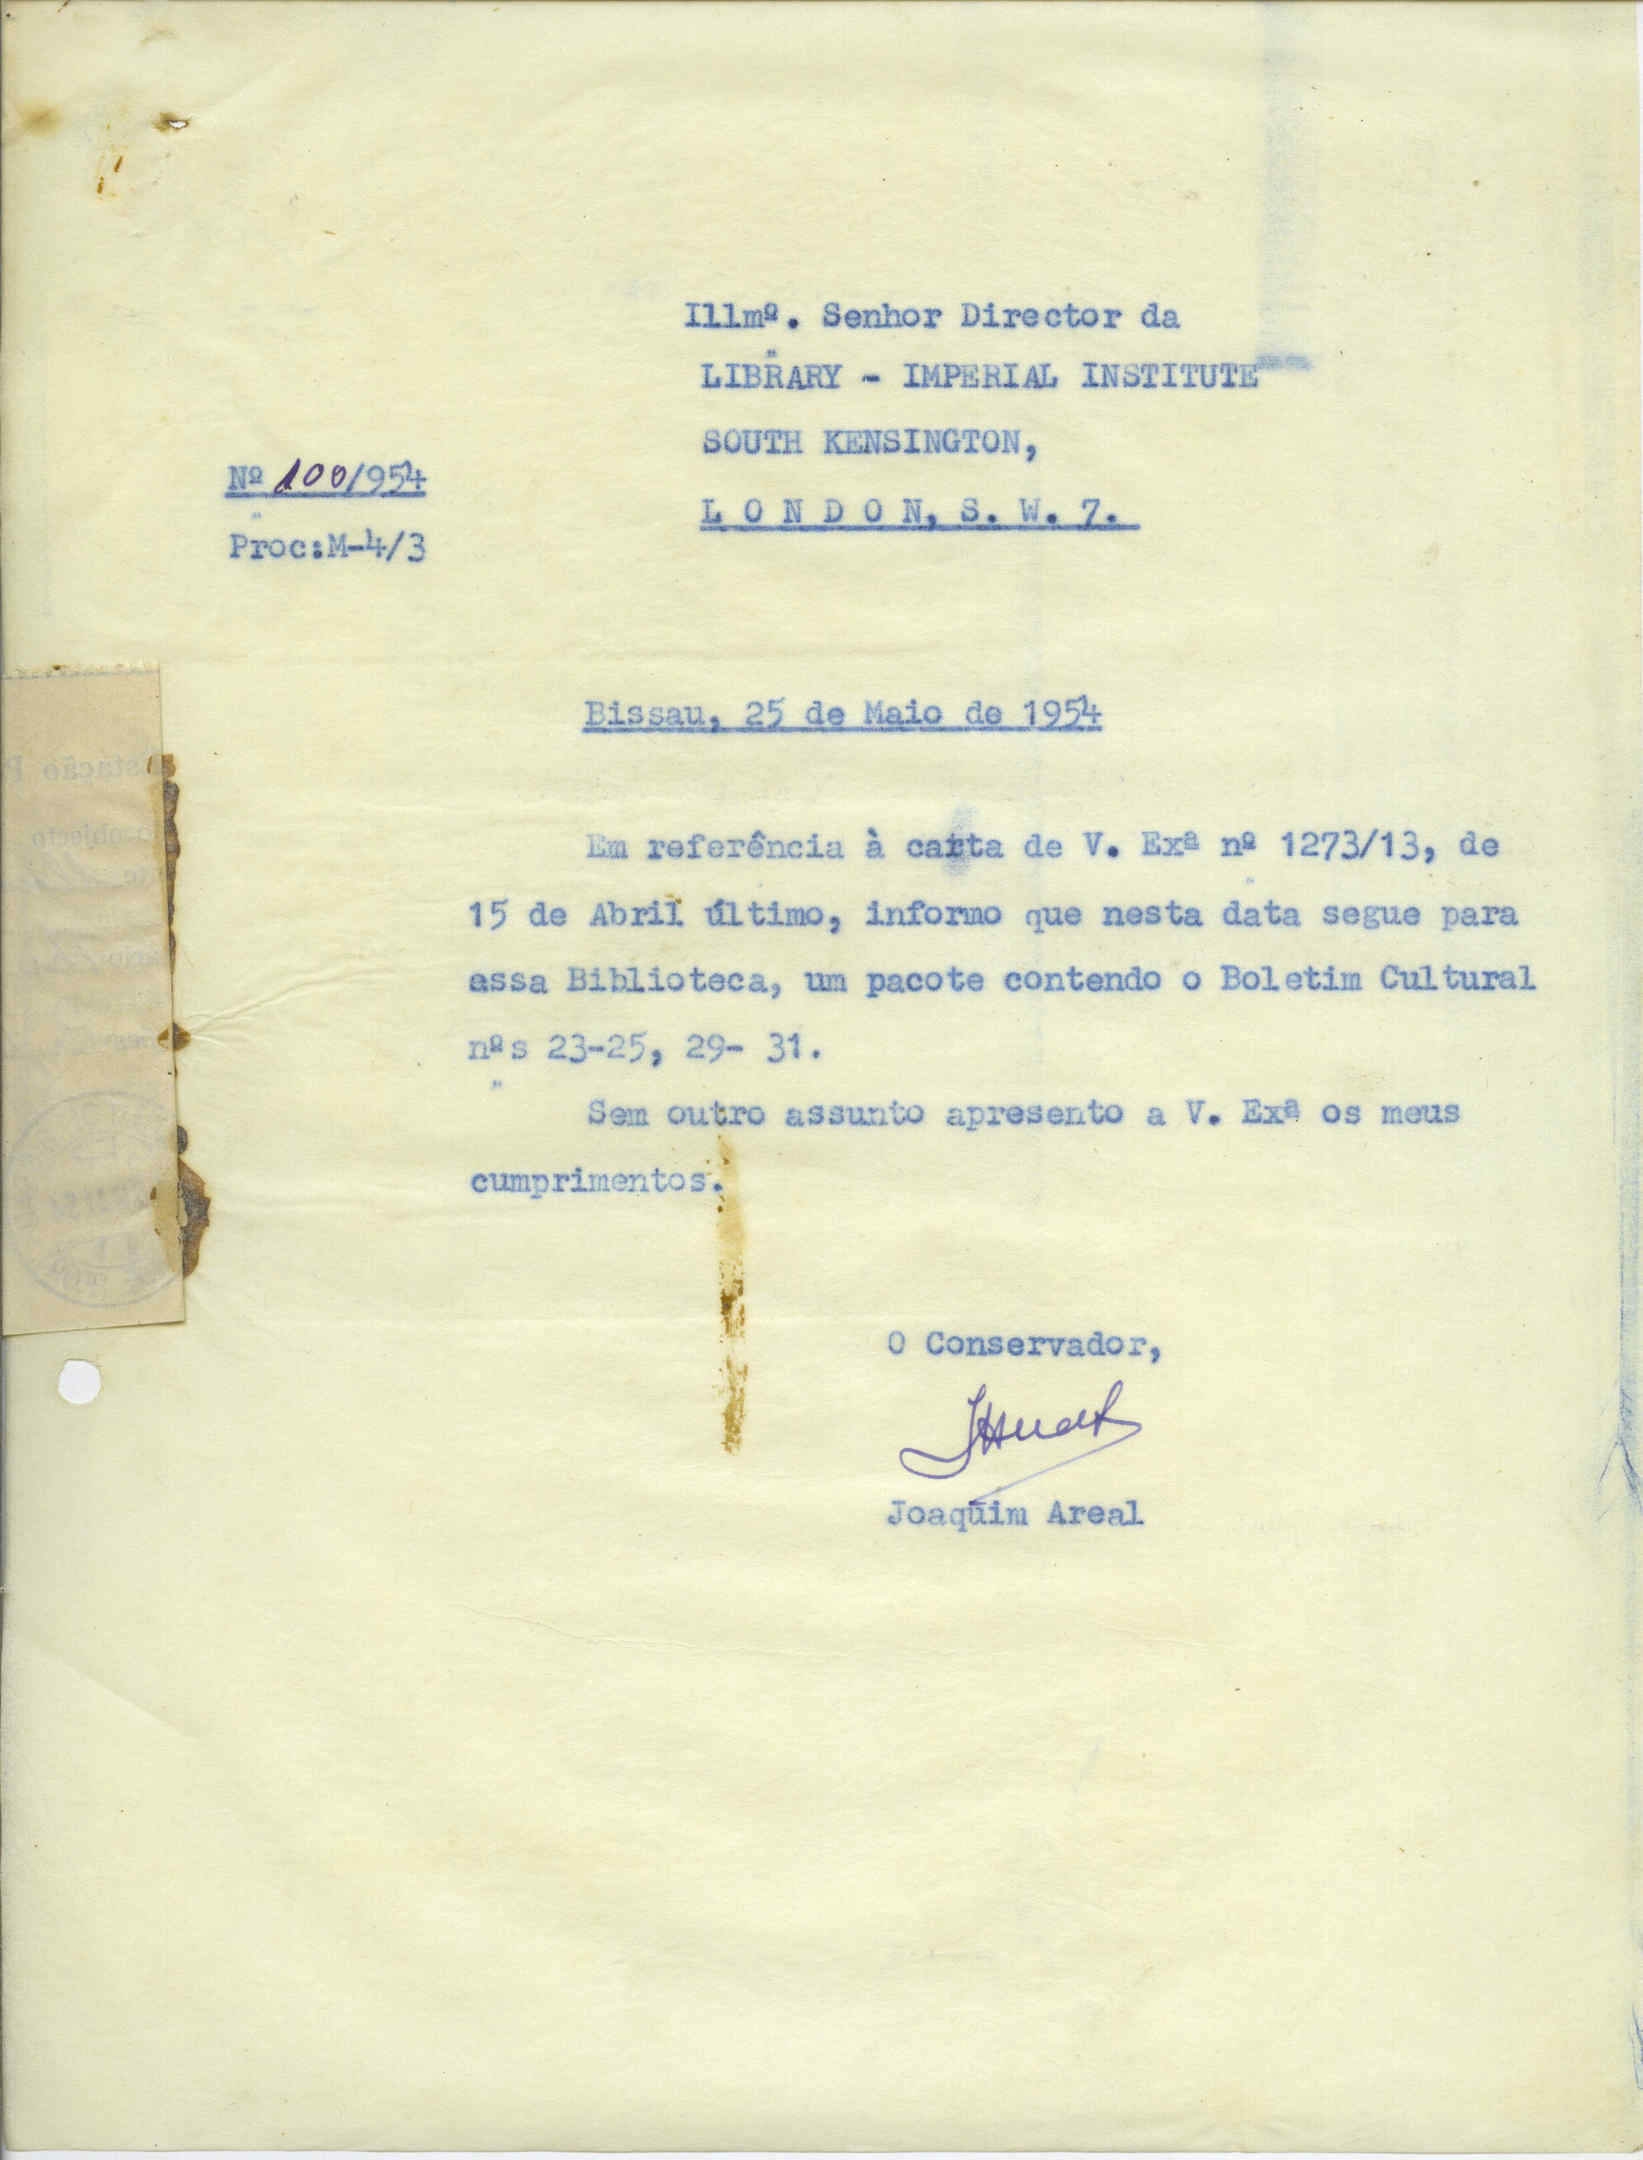 Illmº. Senhor Director da
LIBRARY - IMPERIAL INSTITUTE
SOUTH KENSINGTON,
L O N D O N, S. W. 7.
Nº 100/954
Proc:M-4/3
Bissau, 25 de Maio de 1954
Em referência à carta de V. Exª nº 1273/13, de
15 de Abril último, informo que nesta data segue para
essa Biblioteca, um pacote contendo o Boletim Cultural
nºs 23-25, 29- 31.
Sem outro assunto apresento a V. Exª os meus
cumprimentos.
O Conservador,
Joaquim Areal